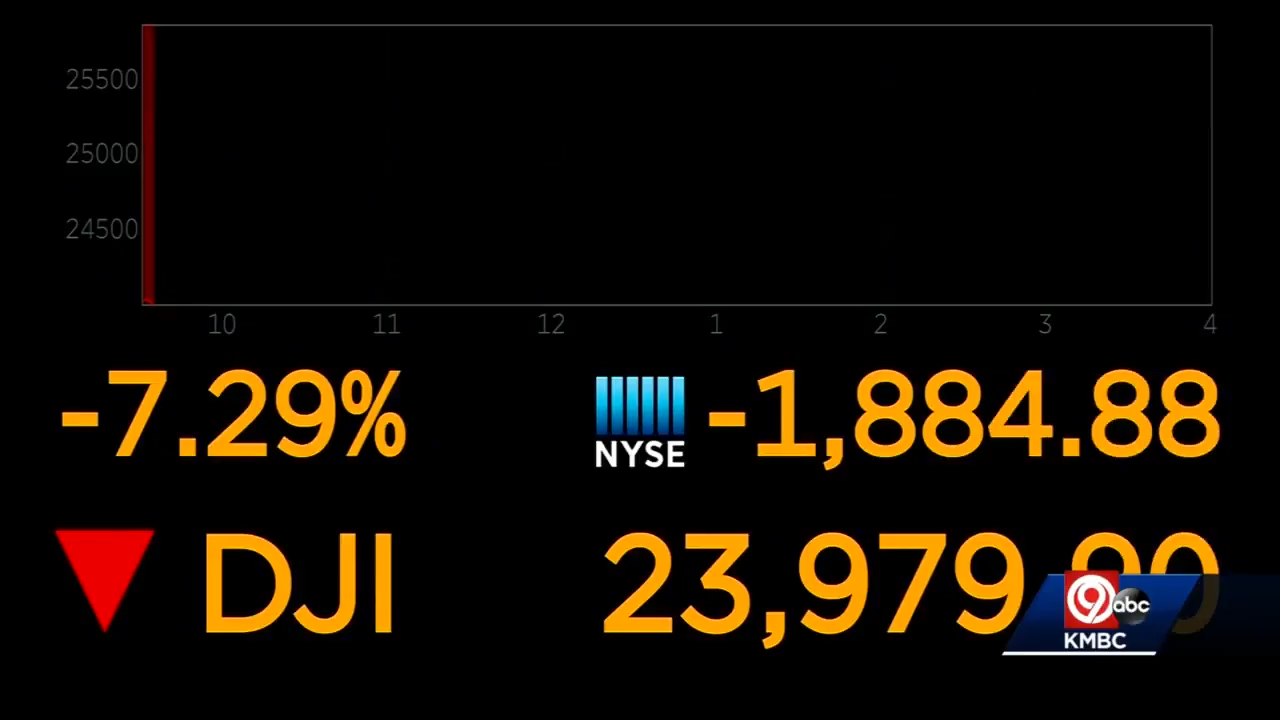 25500
25000
24500
10 11 12 1 2 3 4
-7.29% NYSE -1,884.88
DJI 23,979.90
9 abc
KMBC